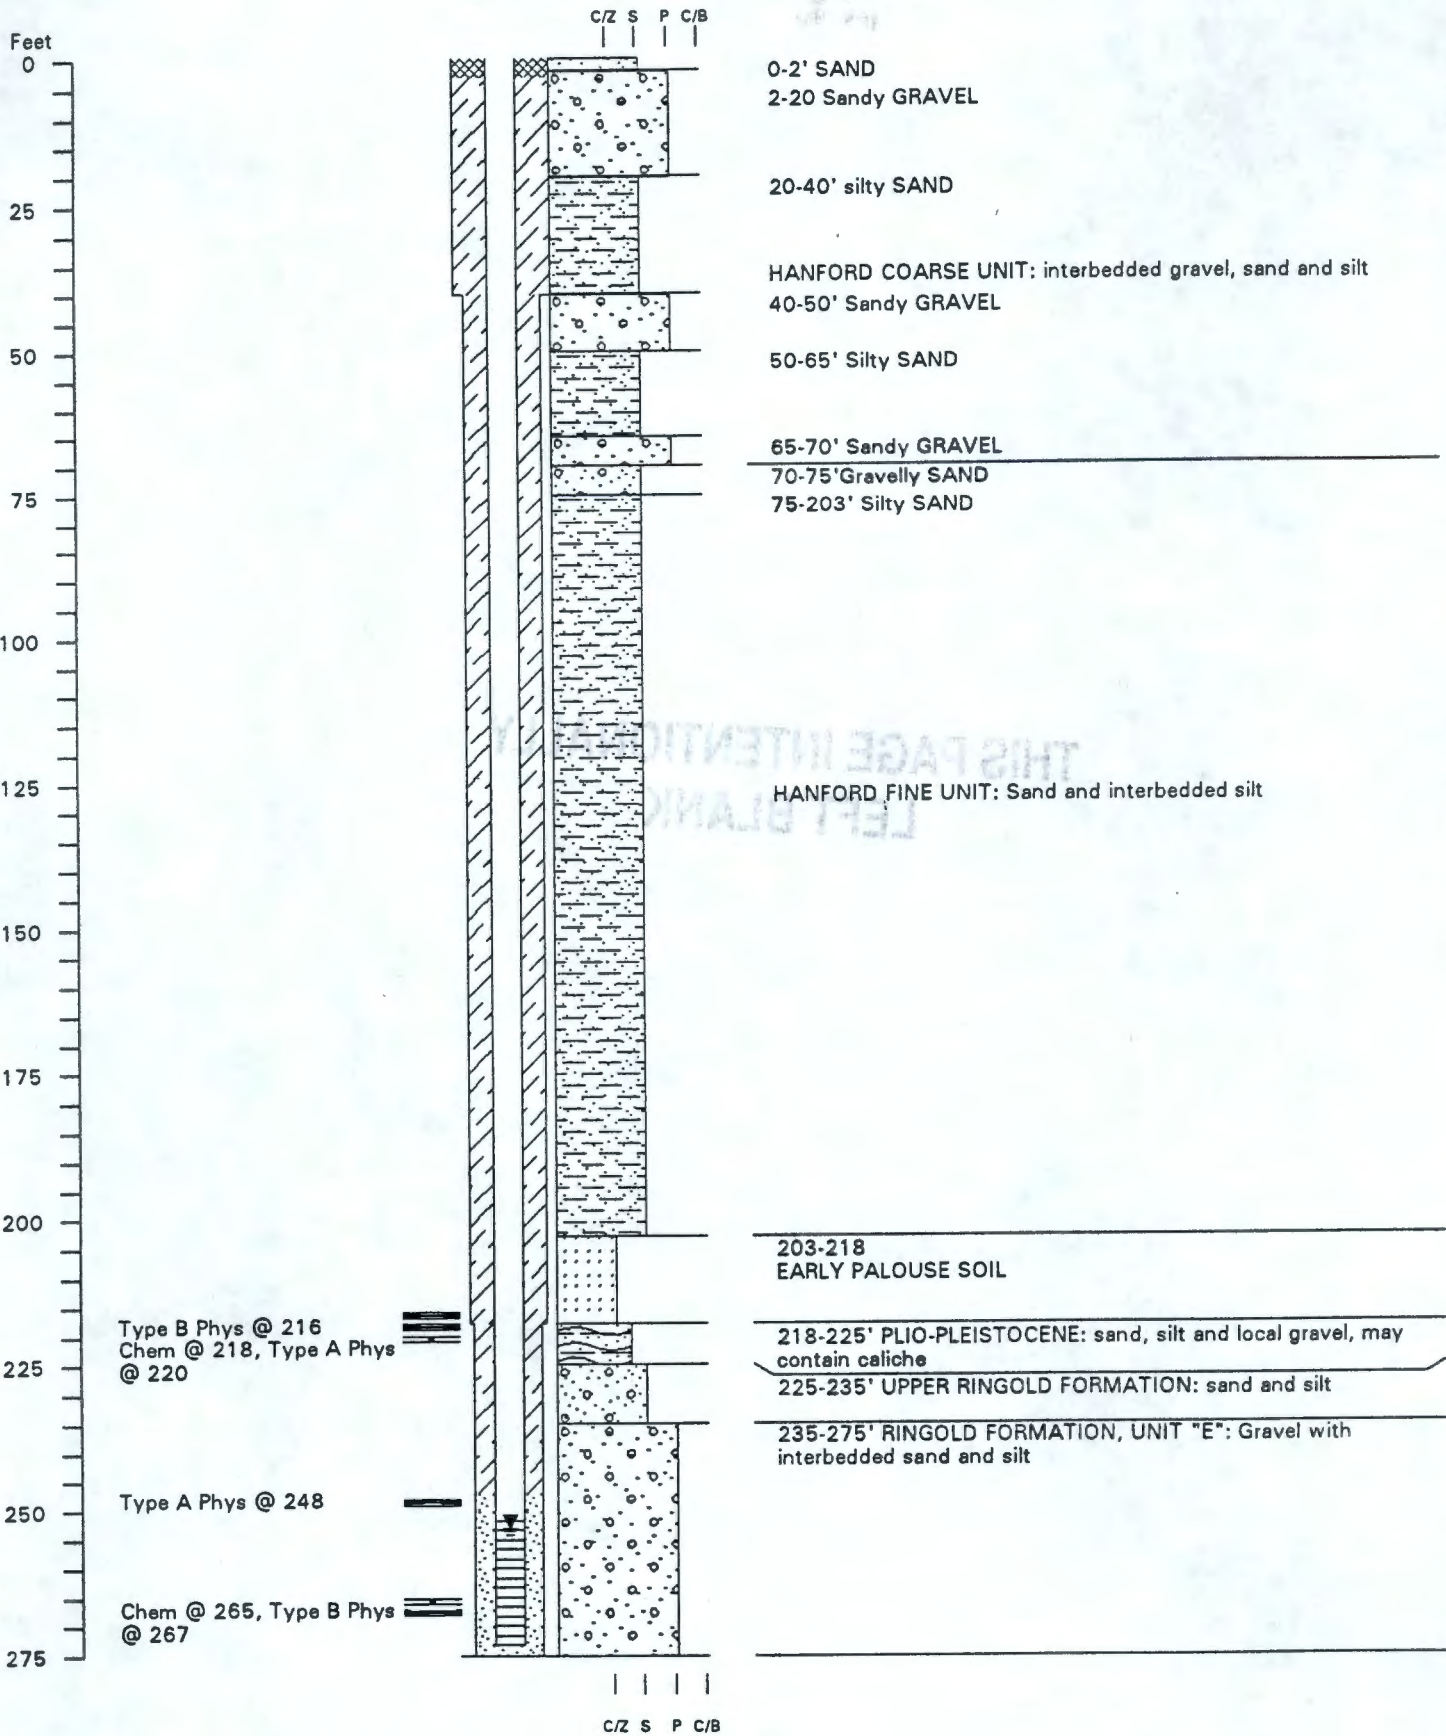 C/Z S P C/B
Feet
0
25
50
75
100
125
150
175
200
225
250
275
0-2' SAND
2-20 Sandy GRAVEL
20-40' silty SAND
HANFORD COARSE UNIT: interbedded gravel, sand and silt
40-50' Sandy GRAVEL
50-65' Silty SAND
65-70' Sandy GRAVEL
70-75'Gravelly SAND
75-203' Silty SAND
THIS PAGE INTENTIONALLY
LEFT BLANK
HANFORD FINE UNIT: Sand and interbedded silt
203-218
EARLY PALOUSE SOIL
Type B Phys @ 216
Chem @ 218, Type A Phys
@ 220
218-225' PLIO-PLEISTOCENE: sand, silt and local gravel, may
contain caliche
225-235' UPPER RINGOLD FORMATION: sand and silt
235-275' RINGOLD FORMATION, UNIT "E": Gravel with
interbedded sand and silt
Type A Phys @ 248
Chem @ 265, Type B Phys
@ 267
C/Z S P C/B